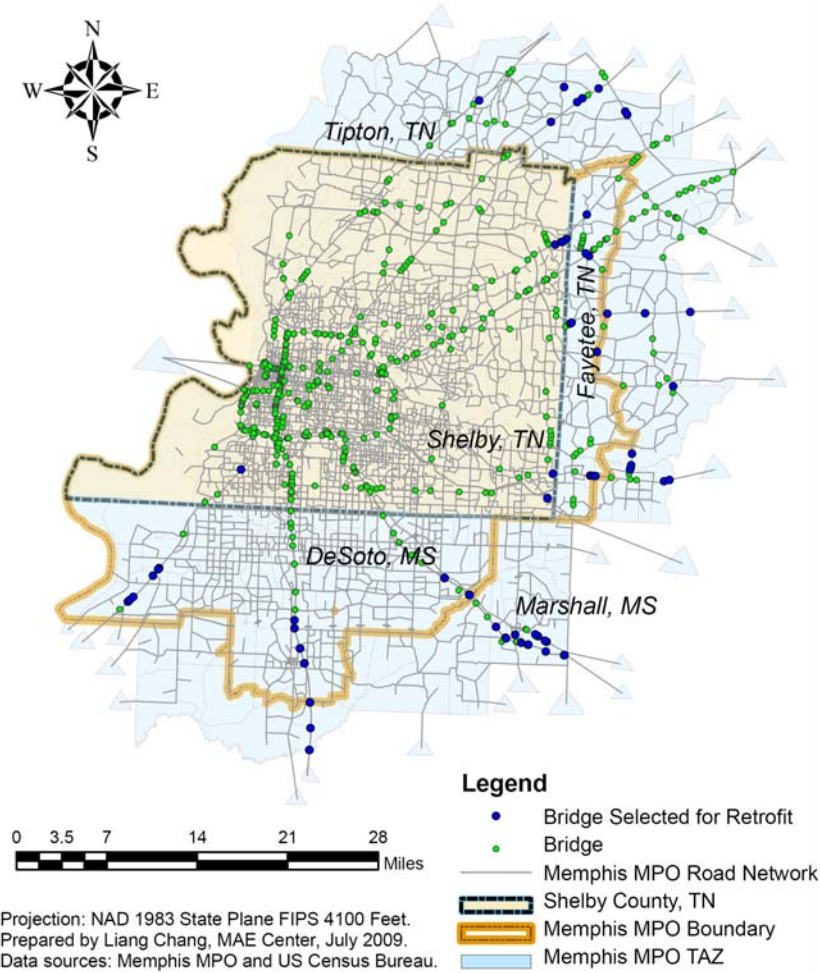 N
W
E
S
Tipton, TN
Fayetee, TN
Shelby, TN
DeSoto, MS
Marshall, MS
Legend
Bridge Selected for Retrofit
Bridge
Memphis MPO Road Network
Shelby County, TN
Memphis MPO Boundary
Memphis MPO TAZ
0 3.5 7 14 21 28
Miles
Projection: NAD 1983 State Plane FIPS 4100 Feet.
Prepared by Liang Chang, MAE Center, July 2009.
Data sources: Memphis MPO and US Census Bureau.